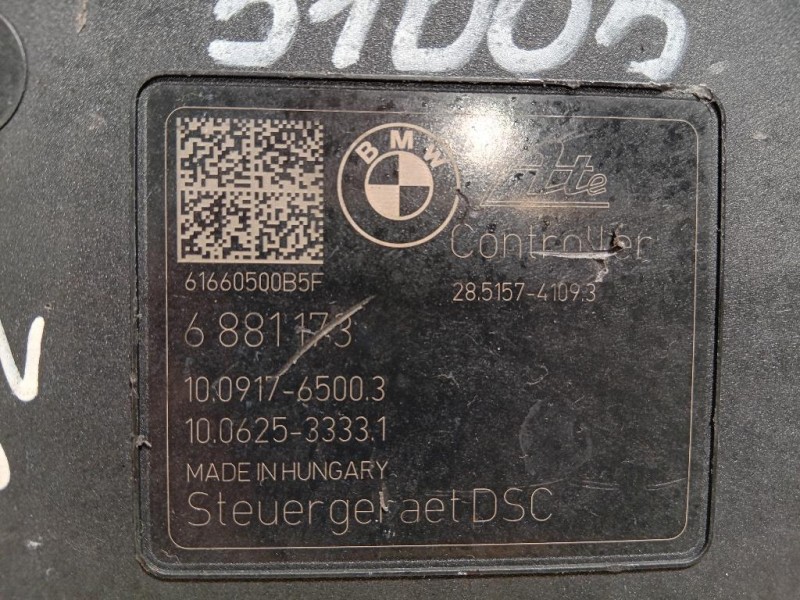 BMW
Ate
Controller
61660500B5F
28.5157-4109.3
6 881 173
10.0917-6500.3
10.0625-3333.1
MADE IN HUNGARY
Steuergeraet DSC